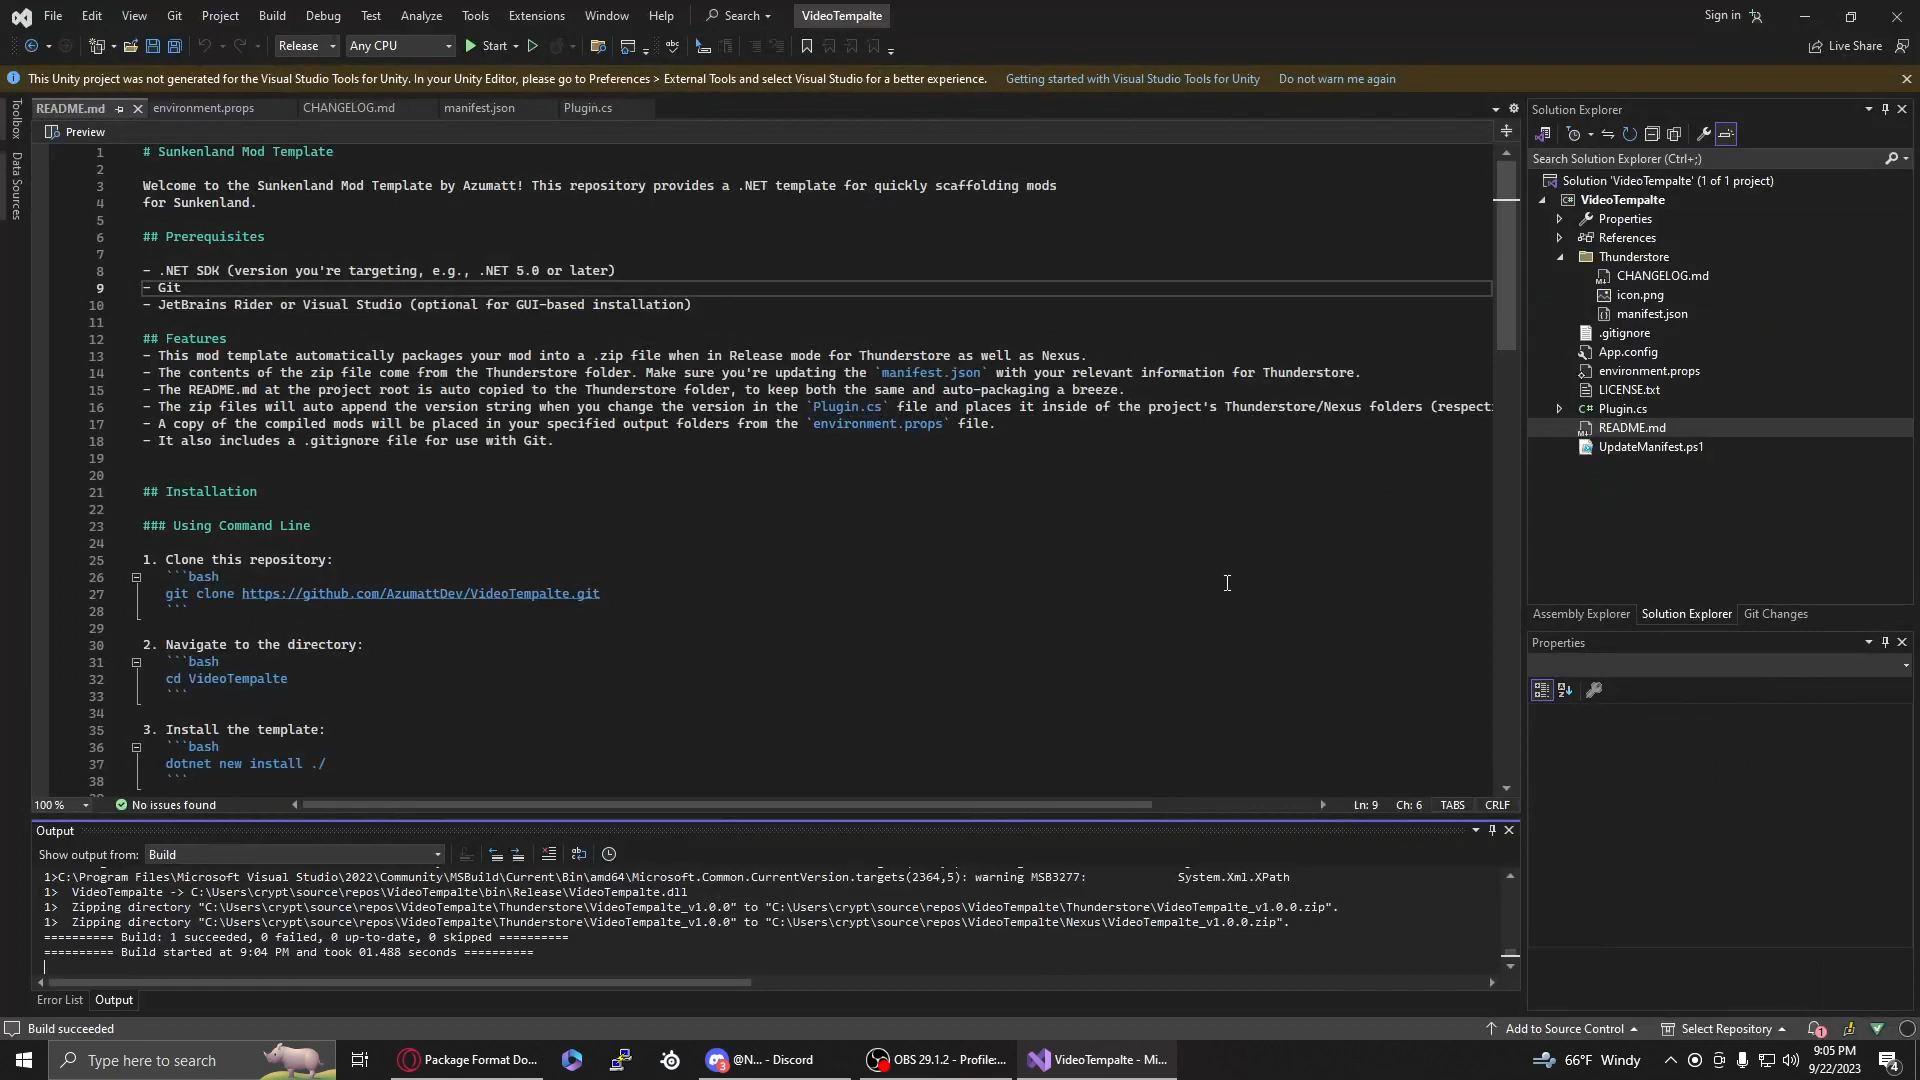 File Edit View Git Project Build Debug Test Analyze Tools Extensions Window Help Search VideoTempalte Sign in
Release Any CPU Start Live Share
This Unity project was not generated for the Visual Studio Tools for Unity. In your Unity Editor, please go to Preferences > External Tools and select Visual Studio for a better experience. Getting started with Visual Studio Tools for Unity Do not warn me again
Toolbox
Data Sources
README.md environment.props CHANGELOG.md manifest.json Plugin.cs
Preview
1 # Sunkenland Mod Template
2
3 Welcome to the Sunkenland Mod Template by Azumatt! This repository provides a .NET template for quickly scaffolding mods
4 for Sunkenland.
5
6 ## Prerequisites
7
8 - .NET SDK (version you're targeting, e.g., .NET 5.0 or later)
9 - Git
10 - JetBrains Rider or Visual Studio (optional for GUI-based installation)
11
12 ## Features
13 - This mod template automatically packages your mod into a .zip file when in Release mode for Thunderstore as well as Nexus.
14 - The contents of the zip file come from the Thunderstore folder. Make sure you're updating the `manifest.json` with your relevant information for Thunderstore.
15 - The README.md at the project root is auto copied to the Thunderstore folder, to keep both the same and auto-packaging a breeze.
16 - The zip files will auto append the version string when you change the version in the `Plugin.cs` file and places it inside of the project's Thunderstore/Nexus folders (respecti
17 - A copy of the compiled mods will be placed in your specified output folders from the `environment.props` file.
18 - It also includes a .gitignore file for use with Git.
19
20
21 ## Installation
22
23 ### Using Command Line
24
25 1. Clone this repository:
26 ```bash
27 git clone https://github.com/AzumattDev/VideoTempalte.git
28 ```
29
30 2. Navigate to the directory:
31 ```bash
32 cd VideoTempalte
33 ```
34
35 3. Install the template:
36 ```bash
37 dotnet new install ./
38 ```
100 % No issues found Ln: 9 Ch: 6 TABS CRLF
Output
Show output from: Build
1>C:\Program Files\Microsoft Visual Studio\2022\Community\MSBuild\Current\Bin\amd64\Microsoft.Common.CurrentVersion.targets(2364,5): warning MSB3277: System.Xml.XPath
1> VideoTempalte -> C:\Users\crypt\source\repos\VideoTempalte\bin\Release\VideoTempalte.dll
1> Zipping directory "C:\Users\crypt\source\repos\VideoTempalte\Thunderstore\VideoTempalte_v1.0.0" to "C:\Users\crypt\source\repos\VideoTempalte\Thunderstore\VideoTempalte_v1.0.0.zip".
1> Zipping directory "C:\Users\crypt\source\repos\VideoTempalte\Thunderstore\VideoTempalte_v1.0.0" to "C:\Users\crypt\source\repos\VideoTempalte\Nexus\VideoTempalte_v1.0.0.zip".
========== Build: 1 succeeded, 0 failed, 0 up-to-date, 0 skipped ==========
========== Build started at 9:04 PM and took 01.488 seconds ==========
Error List Output
Solution Explorer
Search Solution Explorer (Ctrl+;)
Solution 'VideoTempalte' (1 of 1 project)
VideoTempalte
Properties
References
Thunderstore
CHANGELOG.md
icon.png
manifest.json
.gitignore
App.config
environment.props
LICENSE.txt
Plugin.cs
README.md
UpdateManifest.ps1
Assembly Explorer Solution Explorer Git Changes
Properties
Build succeeded Add to Source Control Select Repository 1
Type here to search Package Format Do... 3 @N... - Discord OBS 29.1.2 - Profile:... VideoTempalte - Mi... 66°F Windy 9:05 PM
9/22/2023 4